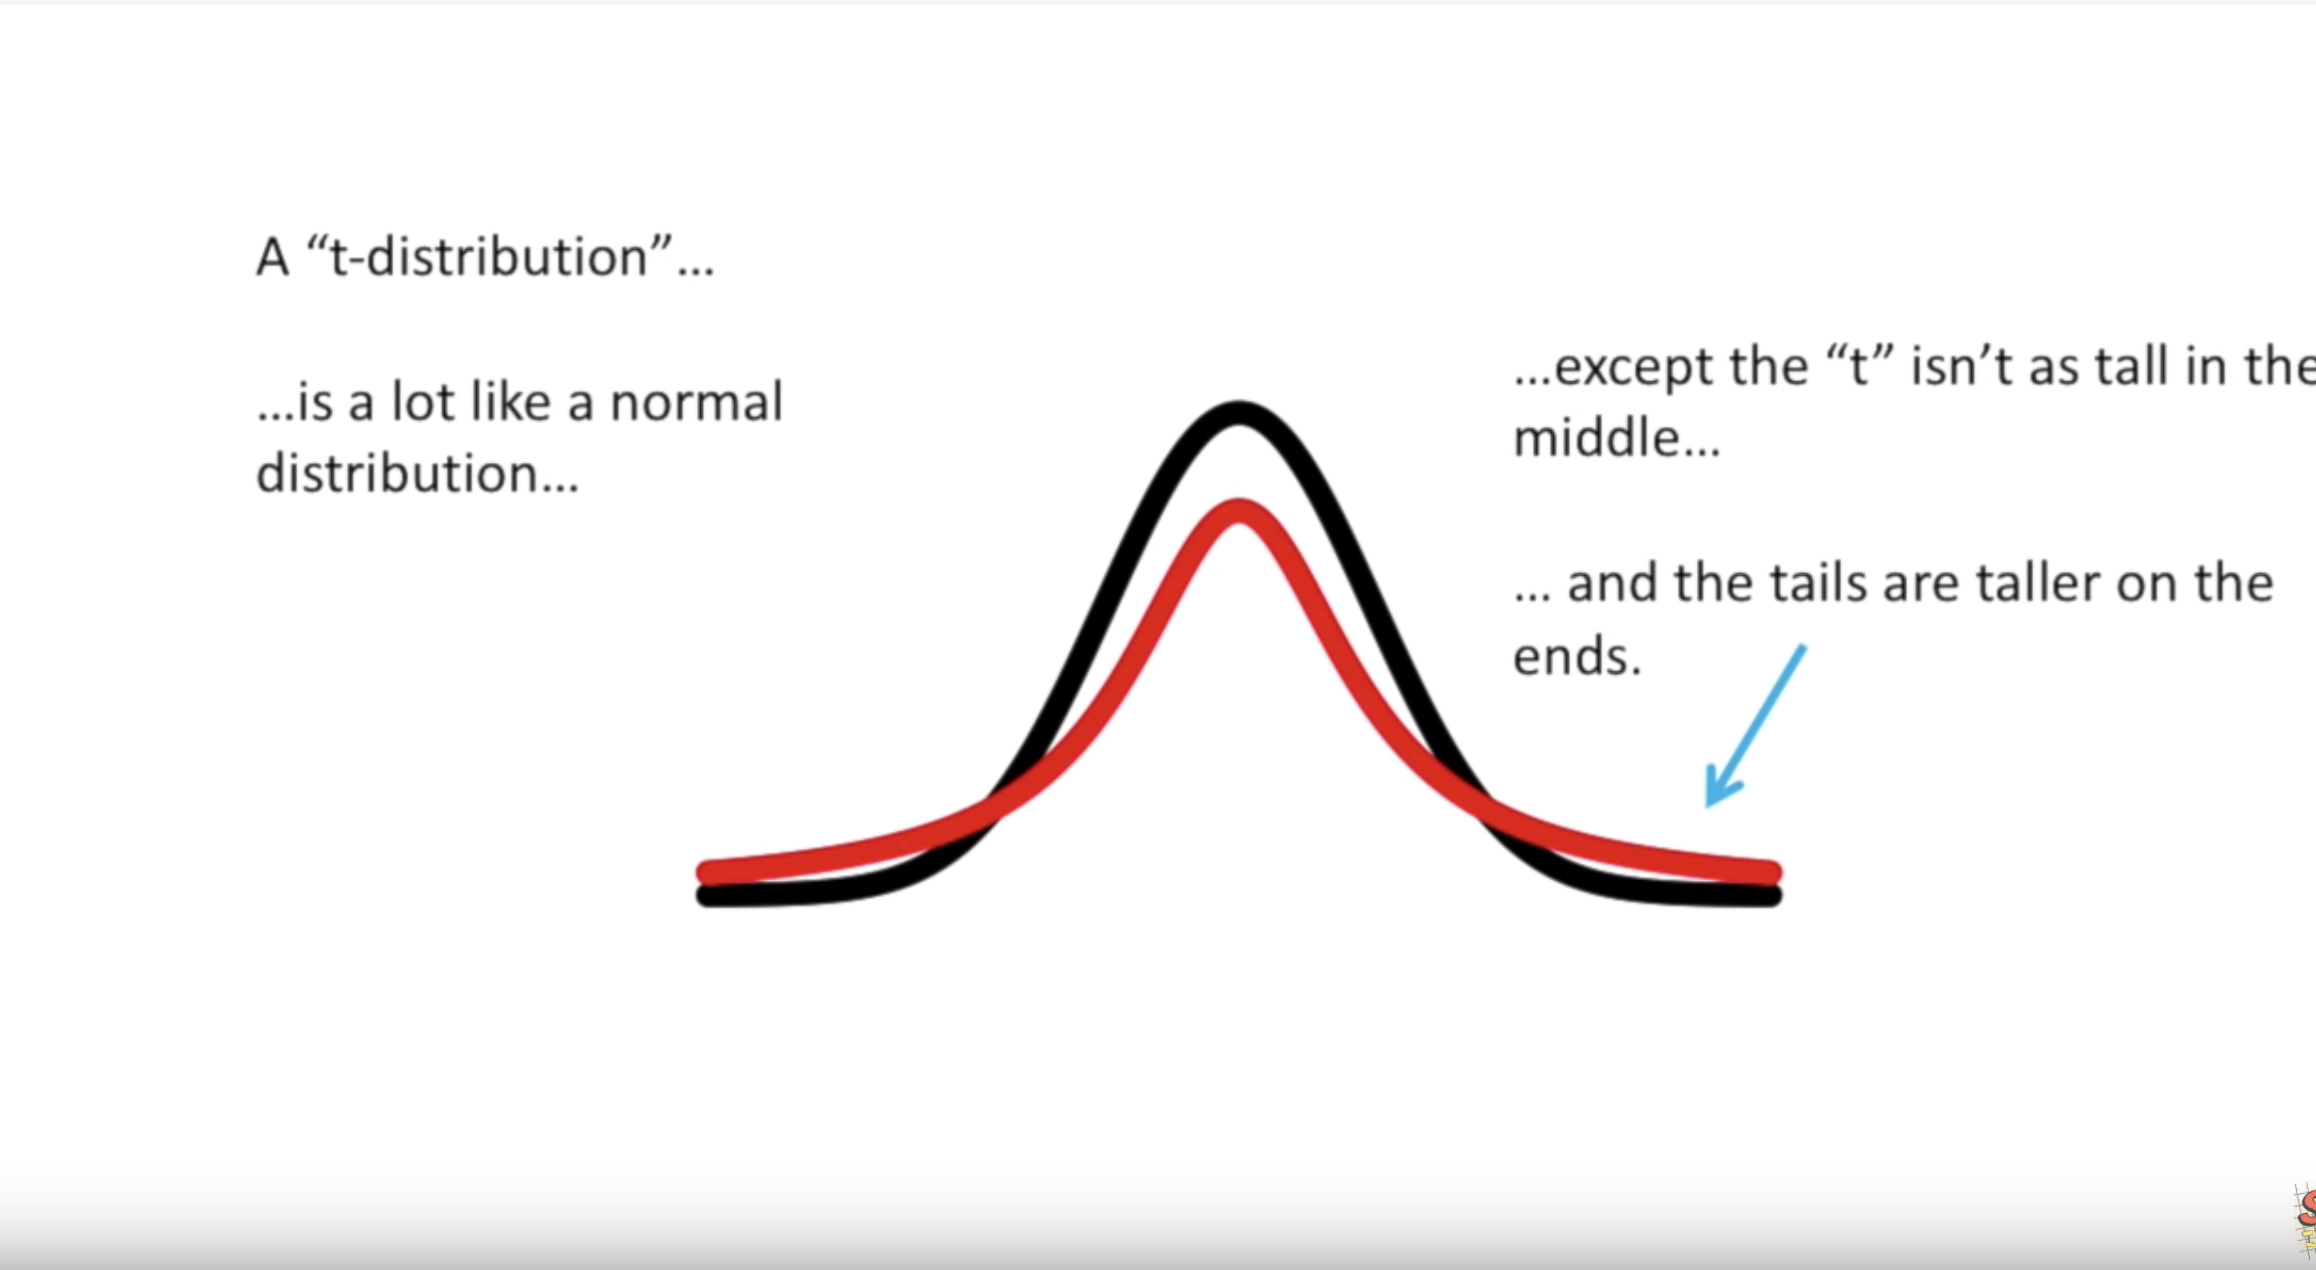 A “t-distribution”...
...is a lot like a normal
distribution...
...except the “t” isn’t as tall in the
middle...
... and the tails are taller on the
ends.